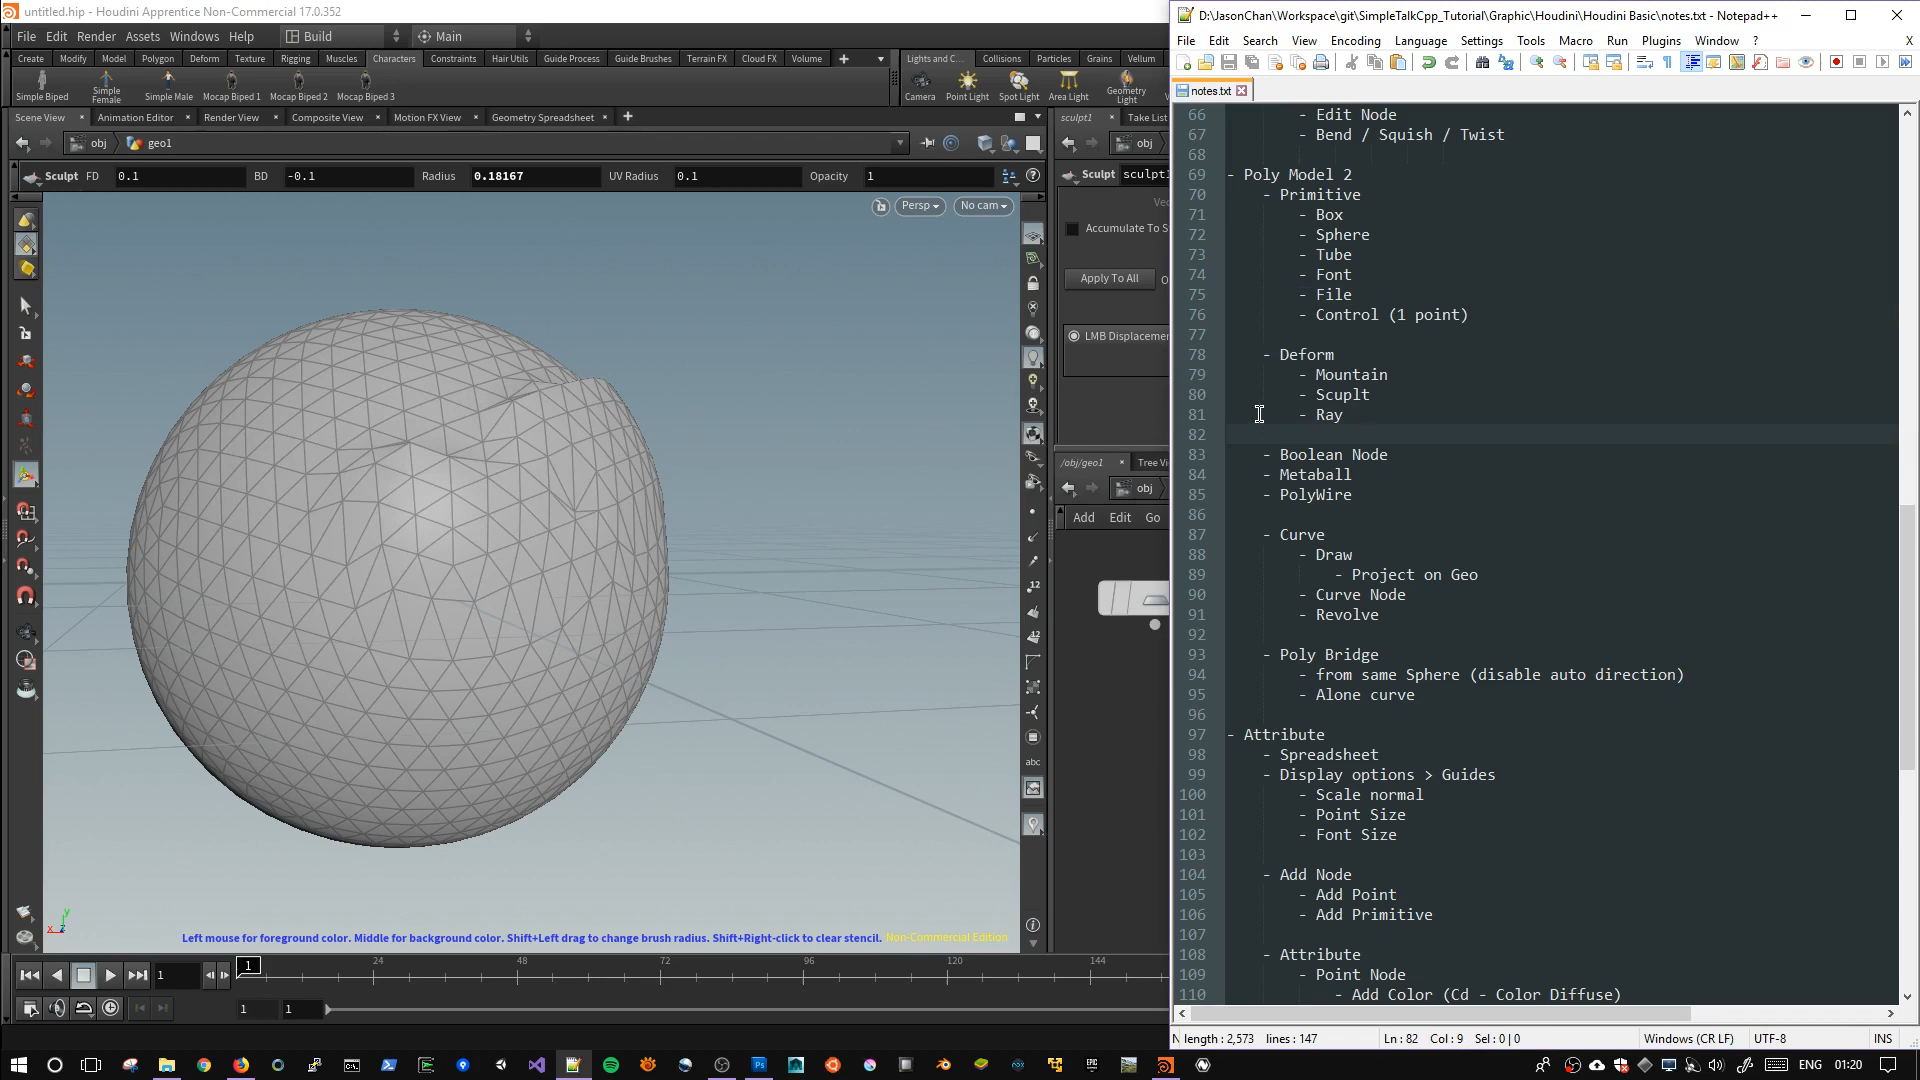 untitled.hip - Houdini Apprentice Non-Commercial 17.0.352
File Edit Render Assets Windows Help Build Main
Create Modify Model Polygon Deform Texture Rigging Muscles Characters Constraints Hair Utils Guide Process Guide Brushes Terrain FX Cloud FX Volume
Lights and C... Collisions Particles Grains Vellum
Simple Biped Simple Female Simple Male Mocap Biped 1 Mocap Biped 2 Mocap Biped 3
Camera Point Light Spot Light Area Light Geometry Light
Scene View Animation Editor Render View Composite View Motion FX View Geometry Spreadsheet
sculpt1 Take List
obj geo1
obj
Sculpt FD 0.1 BD -0.1 Radius 0.18167 UV Radius 0.1 Opacity 1
Sculpt sculpt1
Persp No cam
Accumulate To S
Apply To All
LMB Displacemen
/obj/geo1 Tree Vi
obj
Add Edit Go
abc
Left mouse for foreground color. Middle for background color. Shift+Left drag to change brush radius. Shift+Right-click to clear stencil. Non-Commercial Edition
1 1 24 48 72 96 120 144
1 1
D:\JasonChan\Workspace\git\SimpleTalkCpp_Tutorial\Graphic\Houdini\Houdini Basic\notes.txt - Notepad++
File Edit Search View Encoding Language Settings Tools Macro Run Plugins Window ? X
notes.txt
66 - Edit Node
67 - Bend / Squish / Twist
68
69 - Poly Model 2
70 - Primitive
71 - Box
72 - Sphere
73 - Tube
74 - Font
75 - File
76 - Control (1 point)
77
78 - Deform
79 - Mountain
80 - Scuplt
81 - Ray
82
83 - Boolean Node
84 - Metaball
85 - PolyWire
86
87 - Curve
88 - Draw
89 - Project on Geo
90 - Curve Node
91 - Revolve
92
93 - Poly Bridge
94 - from same Sphere (disable auto direction)
95 - Alone curve
96
97 - Attribute
98 - Spreadsheet
99 - Display options > Guides
100 - Scale normal
101 - Point Size
102 - Font Size
103
104 - Add Node
105 - Add Point
106 - Add Primitive
107
108 - Attribute
109 - Point Node
110 - Add Color (Cd - Color Diffuse)
length : 2,573 lines : 147 Ln : 82 Col : 9 Sel : 0 | 0 Windows (CR LF) UTF-8 INS
ENG 01:20